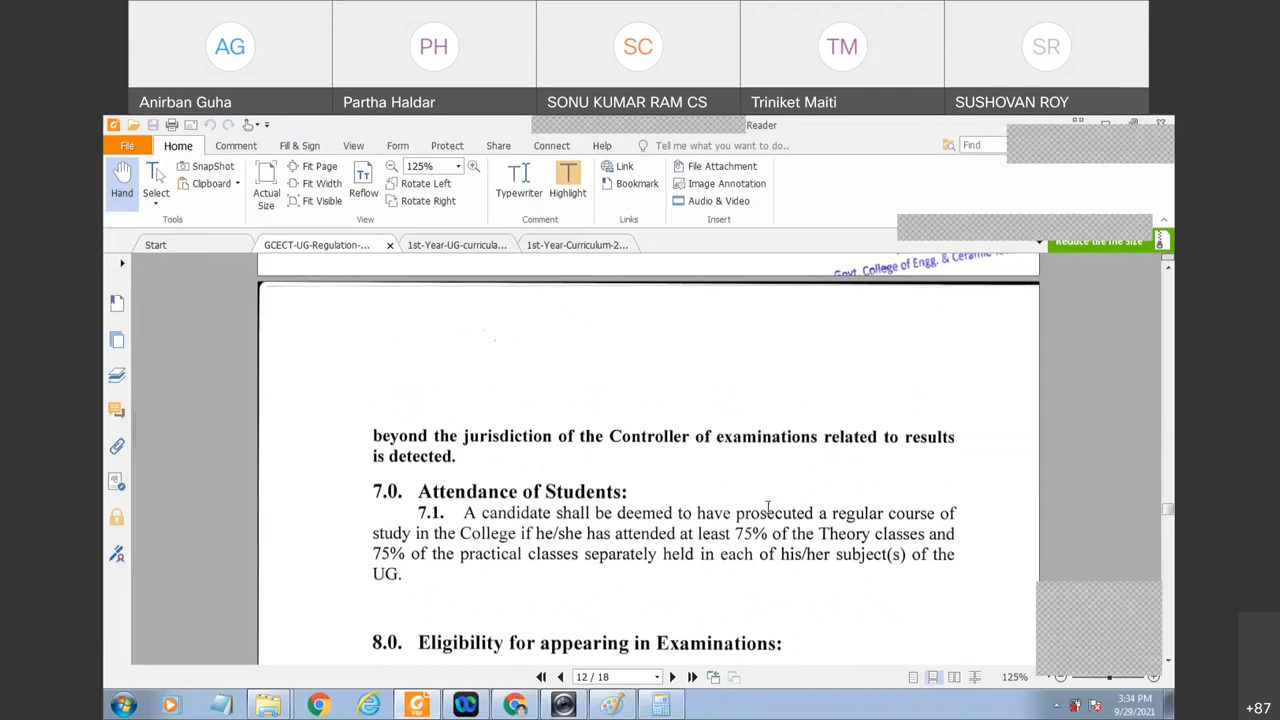 AG
PH
SC
TM
SR
Anirban Guha
Partha Haldar
SONU KUMAR RAM CS
Triniket Maiti
SUSHOVAN ROY
Reader
File
Home
Comment
Fill & Sign
View
Form
Protect
Share
Connect
Help
Tell me what you want to do..
Find
Hand
Select
SnapShot
Clipboard
Tools
Actual Size
Fit Page
Fit Width
Fit Visible
Reflow
125%
Rotate Left
Rotate Right
View
Typewriter
Highlight
Comment
Link
Bookmark
Links
File Attachment
Image Annotation
Audio & Video
Insert
Start
GCECT-UG-Regulation-...
1st-Year-UG-curricula...
1st-Year-Curriculum-2...
Reduce file size
Govt. College of Engg. & Ceramic
beyond the jurisdiction of the Controller of examinations related to results
is detected.
7.0. Attendance of Students:
7.1. A candidate shall be deemed to have prosecuted a regular course of
study in the College if he/she has attended at least 75% of the Theory classes and
75% of the practical classes separately held in each of his/her subject(s) of the
UG.
8.0. Eligibility for appearing in Examinations:
12 / 18
125%
3:34 PM
9/29/2021
+87